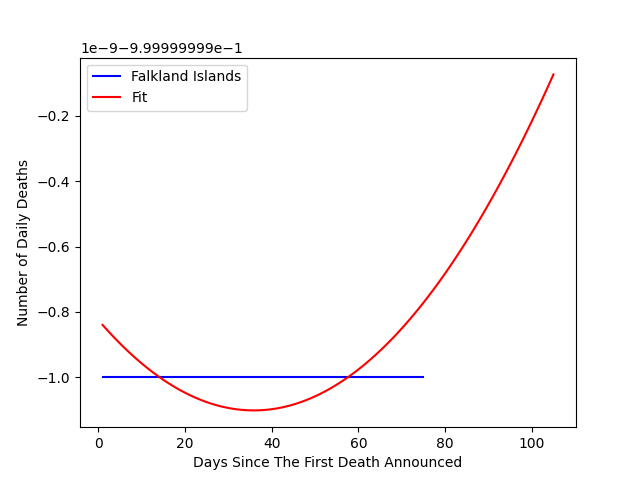 1e−9−9.99999999e−1
Falkland Islands
Fit
−0.2
−0.4
−0.6
−0.8
−1.0
Number of Daily Deaths
0 20 40 60 80 100
Days Since The First Death Announced